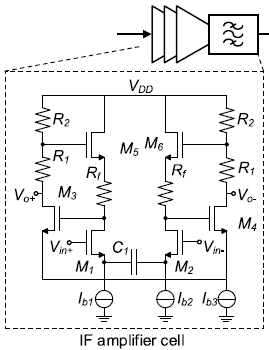 V_DD
R_2
R_2
M_5
M_6
R_1
R_f
R_f
R_1
V_o+
M_3
V_o-
M_4
V_in+
C_1
V_in-
M_1
M_2
I_b1
I_b2
I_b3
IF amplifier cell